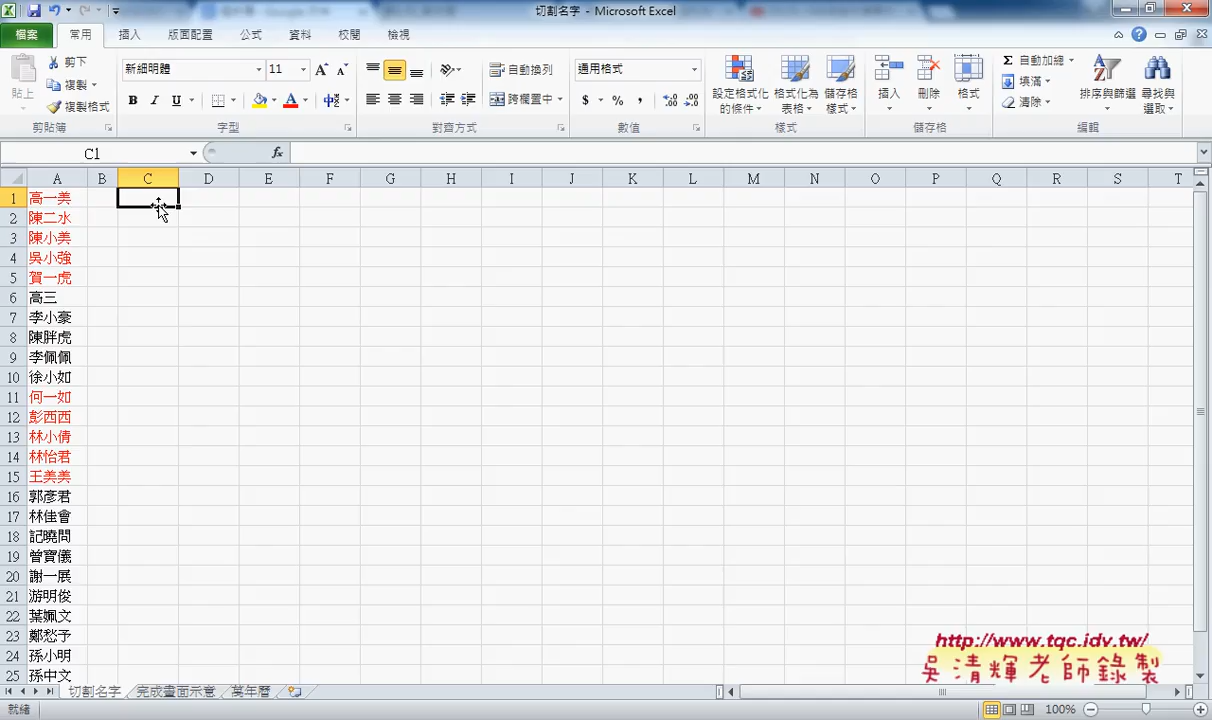 切割名字 - Microsoft Excel
檔案 常用 插入 版面配置 公式 資料 校閱 檢視
貼上 剪下 複製 複製格式 剪貼簿
新細明體 11 B I U A 字型
自動換列 跨欄置中 對齊方式
通用格式 $ % , 數值
設定格式化的條件 格式化為表格 儲存格樣式 樣式
插入 刪除 格式 儲存格
Σ 自動加總 填滿 清除 排序與篩選 尋找與選取 編輯
C1 fx
A B C D E F G H I J K L M N O P Q R S T
1 高一美
2 陳二水
3 陳小美
4 吳小強
5 賀一虎
6 高三
7 李小豪
8 陳胖虎
9 李佩佩
10 徐小如
11 何一如
12 彭西西
13 林小倩
14 林怡君
15 王美美
16 郭彥君
17 林佳會
18 記曉問
19 曾寶儀
20 謝一展
21 游明俊
22 葉姵文
23 鄭愁予
24 孫小明
25 孫中文
http://www.tqc.idv.tw/
吳清輝老師錄製
切割名字 完成畫面示意 萬年曆
就緒 100%